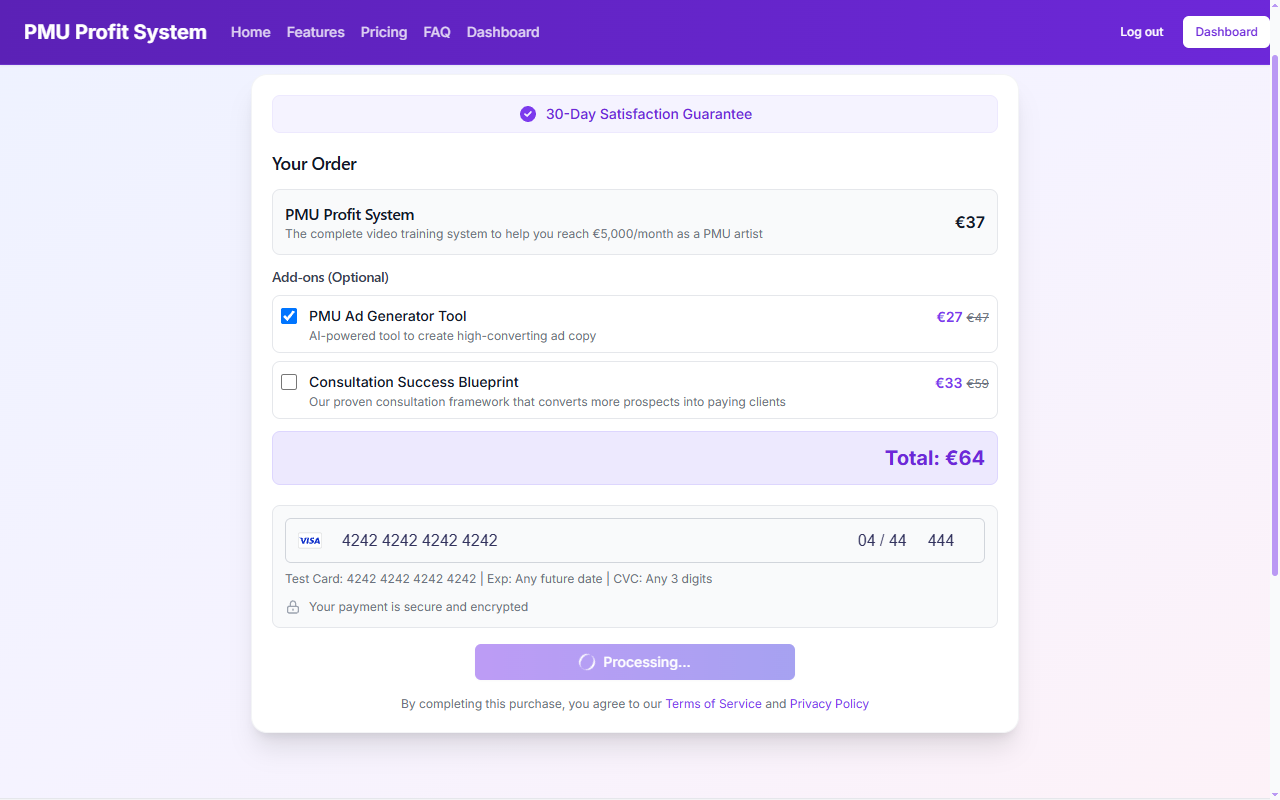 PMU Profit System Home Features Pricing FAQ Dashboard Log out Dashboard
30-Day Satisfaction Guarantee
Your Order
PMU Profit System €37
The complete video training system to help you reach €5,000/month as a PMU artist
Add-ons (Optional)
PMU Ad Generator Tool €27 €47
AI-powered tool to create high-converting ad copy
Consultation Success Blueprint €33 €59
Our proven consultation framework that converts more prospects into paying clients
Total: €64
VISA 4242 4242 4242 4242 04 / 44 444
Test Card: 4242 4242 4242 4242 | Exp: Any future date | CVC: Any 3 digits
Your payment is secure and encrypted
Processing...
By completing this purchase, you agree to our Terms of Service and Privacy Policy